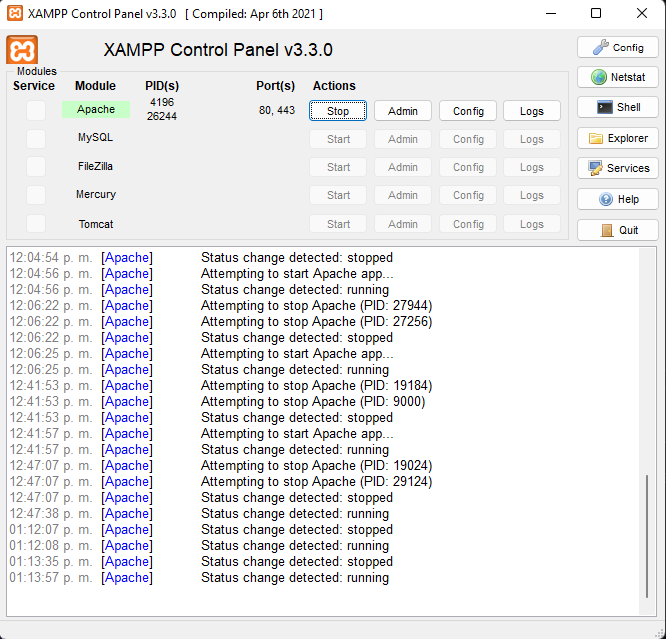 XAMPP Control Panel v3.3.0 [ Compiled: Apr 6th 2021 ]
XAMPP Control Panel v3.3.0
Config
Modules
Service Module PID(s) Port(s) Actions
Netstat
Apache 4196 26244 80, 443 Stop Admin Config Logs
Shell
MySQL Start Admin Config Logs
Explorer
FileZilla Start Admin Config Logs
Services
Mercury Start Admin Config Logs
Help
Tomcat Start Admin Config Logs
Quit
12:04:54 p. m. [Apache] Status change detected: stopped
12:04:56 p. m. [Apache] Attempting to start Apache app...
12:04:56 p. m. [Apache] Status change detected: running
12:06:22 p. m. [Apache] Attempting to stop Apache (PID: 27944)
12:06:22 p. m. [Apache] Attempting to stop Apache (PID: 27256)
12:06:22 p. m. [Apache] Status change detected: stopped
12:06:25 p. m. [Apache] Attempting to start Apache app...
12:06:25 p. m. [Apache] Status change detected: running
12:41:53 p. m. [Apache] Attempting to stop Apache (PID: 19184)
12:41:53 p. m. [Apache] Attempting to stop Apache (PID: 9000)
12:41:53 p. m. [Apache] Status change detected: stopped
12:41:57 p. m. [Apache] Attempting to start Apache app...
12:41:57 p. m. [Apache] Status change detected: running
12:47:07 p. m. [Apache] Attempting to stop Apache (PID: 19024)
12:47:07 p. m. [Apache] Attempting to stop Apache (PID: 29124)
12:47:07 p. m. [Apache] Status change detected: stopped
12:47:38 p. m. [Apache] Status change detected: running
01:12:07 p. m. [Apache] Status change detected: stopped
01:12:08 p. m. [Apache] Status change detected: running
01:13:35 p. m. [Apache] Status change detected: stopped
01:13:57 p. m. [Apache] Status change detected: running